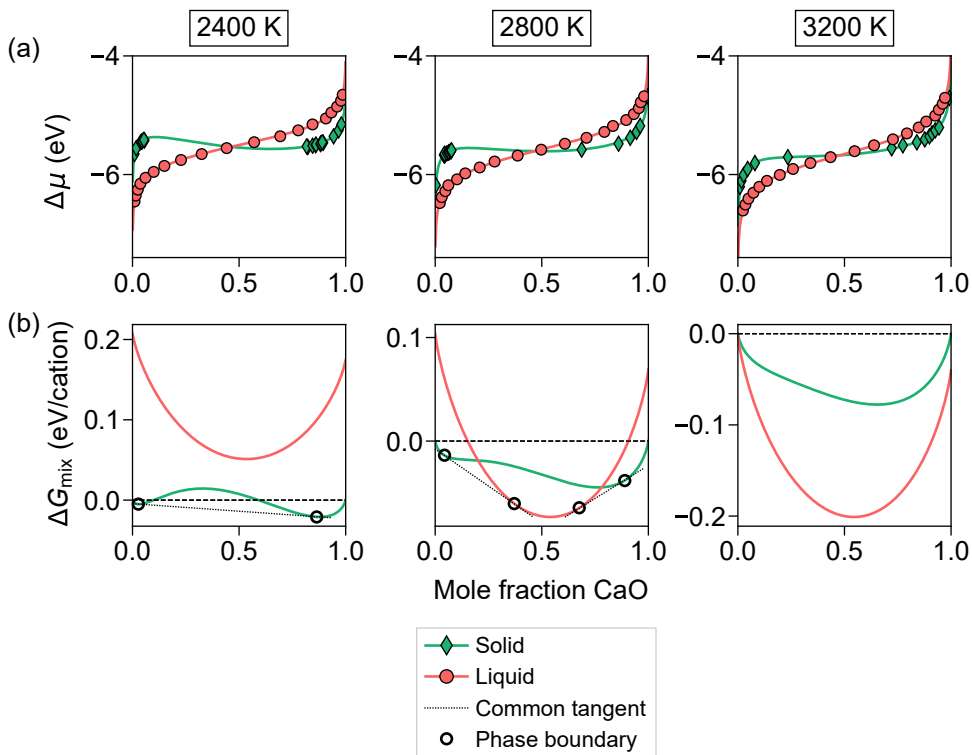 2400 K 2800 K 3200 K
(a)
Δμ (eV)
−4 −6
−4 −6
−4 −6
0.0 0.5 1.0 0.0 0.5 1.0 0.0 0.5 1.0
(b)
ΔGmix (eV/cation)
0.2 0.1 0.0
0.1 0.0
0.0 −0.1 −0.2
0.0 0.5 1.0 0.0 0.5 1.0 0.0 0.5 1.0
Mole fraction CaO
Solid
Liquid
Common tangent
Phase boundary